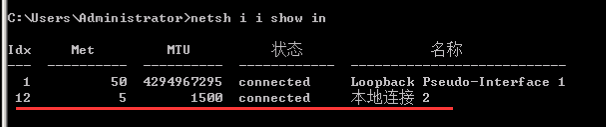 C:\Users\Administrator>netsh i i show in
Idx Met MTU 状态 名称
--- ---------- ---------- ------------ ---------------------------
1 50 4294967295 connected Loopback Pseudo-Interface 1
12 5 1500 connected 本地连接 2